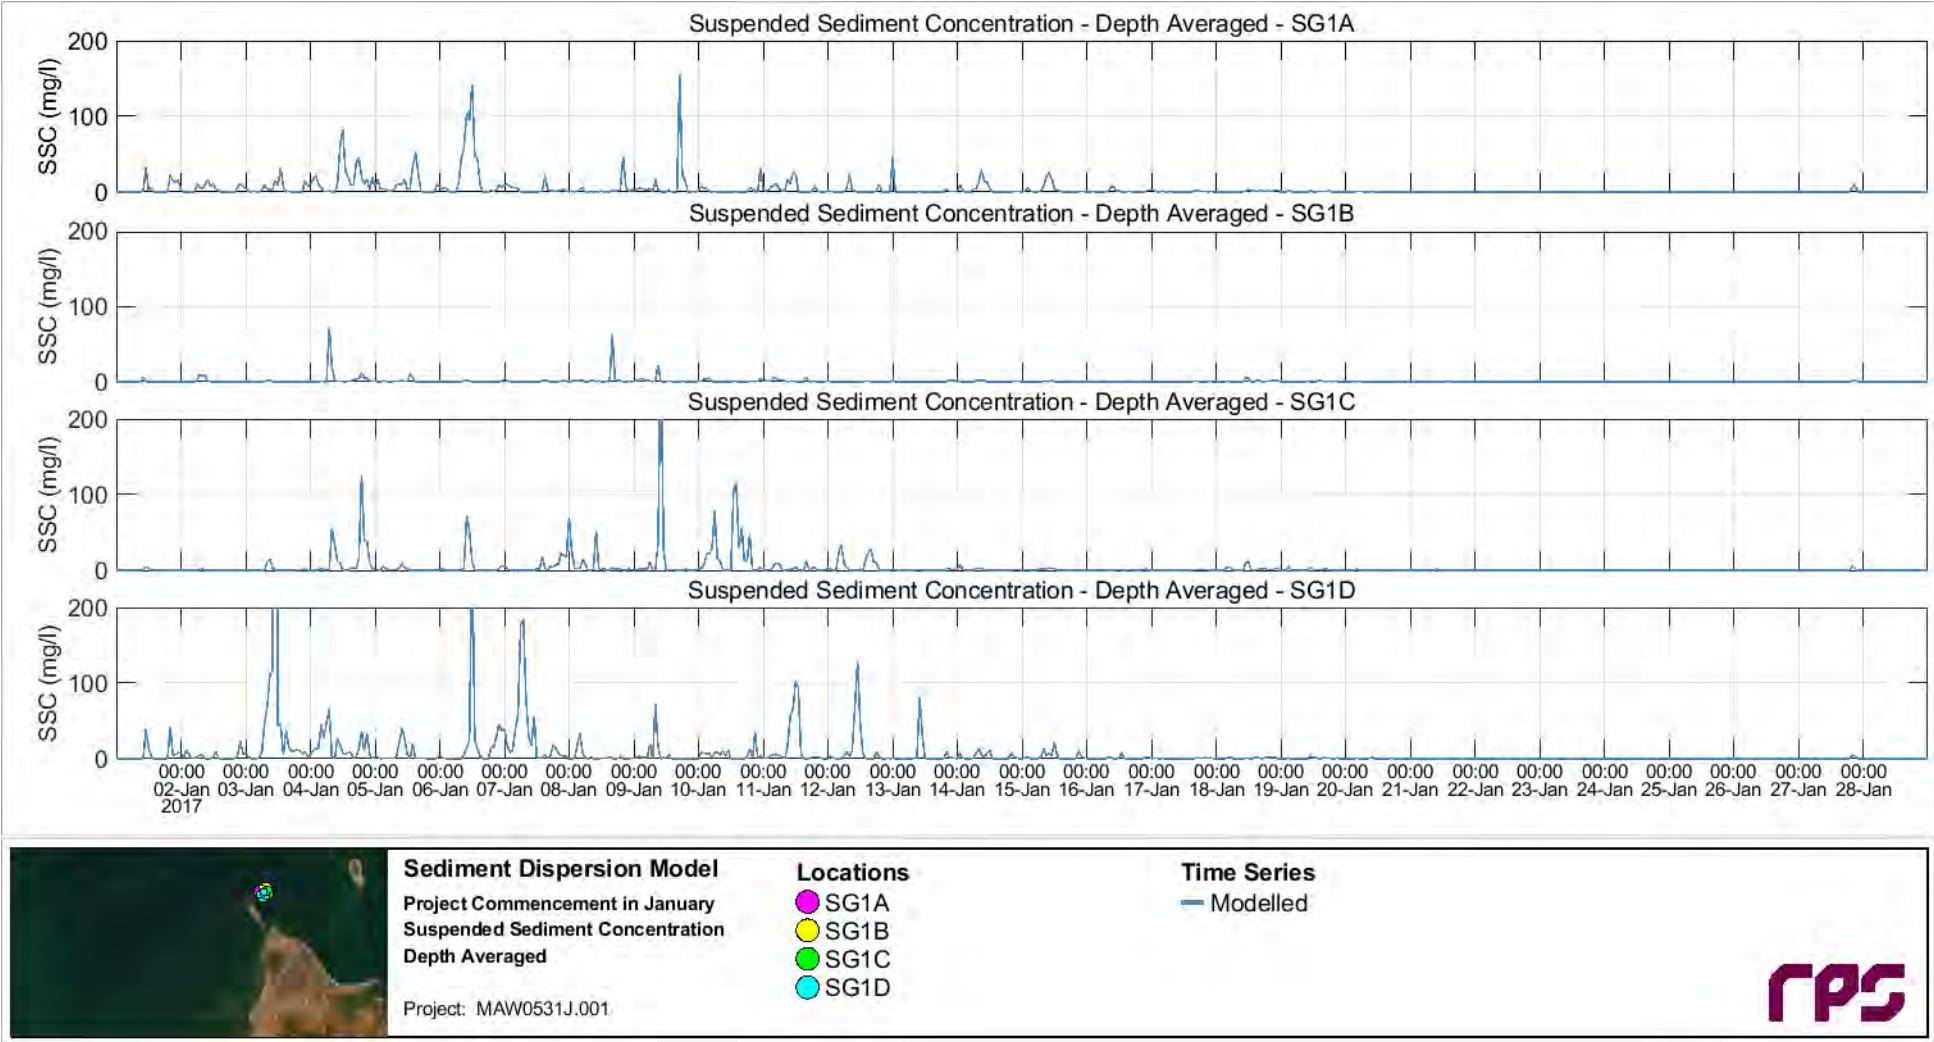 Suspended Sediment Concentration - Depth Averaged - SG1A
200
100
0
SSC (mg/l)
Suspended Sediment Concentration - Depth Averaged - SG1B
200
100
0
SSC (mg/l)
Suspended Sediment Concentration - Depth Averaged - SG1C
200
100
0
SSC (mg/l)
Suspended Sediment Concentration - Depth Averaged - SG1D
200
100
0
SSC (mg/l)
00:00 00:00 00:00 00:00 00:00 00:00 00:00 00:00 00:00 00:00 00:00 00:00 00:00 00:00 00:00 00:00 00:00 00:00 00:00 00:00 00:00 00:00 00:00 00:00 00:00 00:00 00:00
02-Jan 03-Jan 04-Jan 05-Jan 06-Jan 07-Jan 08-Jan 09-Jan 10-Jan 11-Jan 12-Jan 13-Jan 14-Jan 15-Jan 16-Jan 17-Jan 18-Jan 19-Jan 20-Jan 21-Jan 22-Jan 23-Jan 24-Jan 25-Jan 26-Jan 27-Jan 28-Jan
2017
Sediment Dispersion Model
Project Commencement in January
Suspended Sediment Concentration
Depth Averaged
Project: MAW0531J.001
Locations
SG1A
SG1B
SG1C
SG1D
Time Series
Modelled
rps